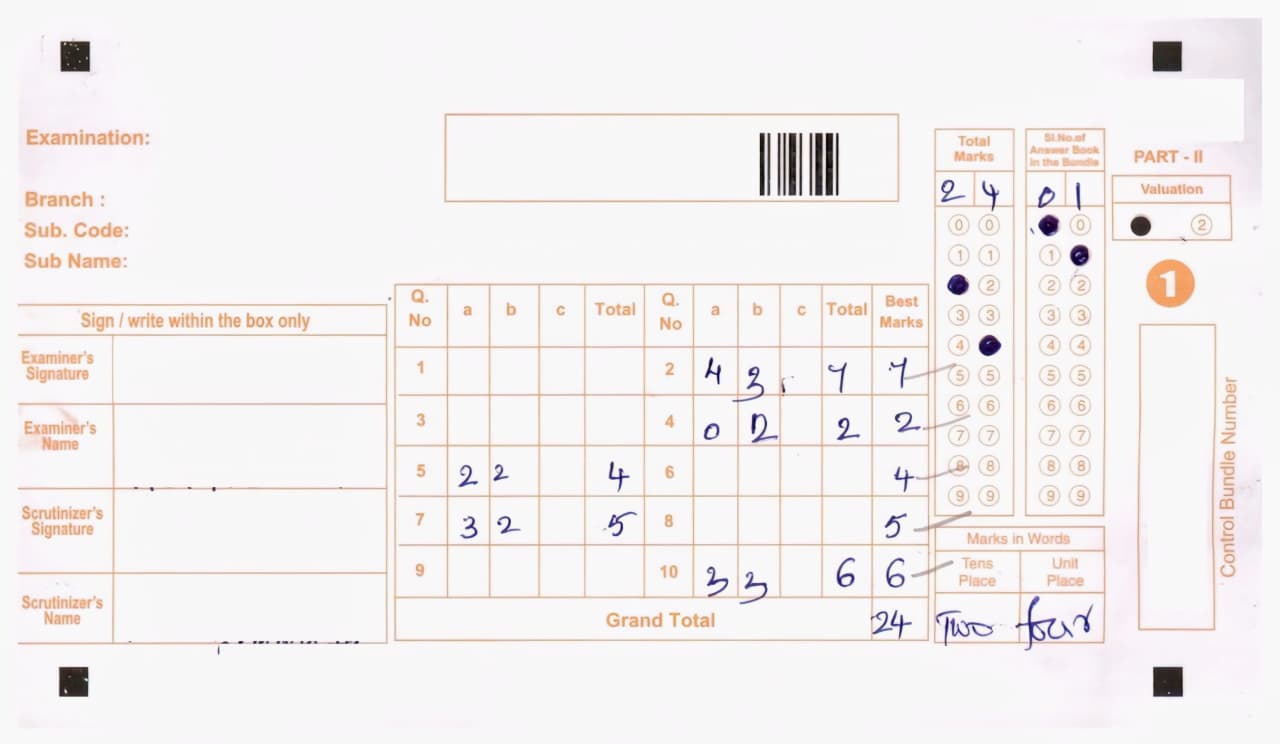 Examination:
Branch :
Sub. Code:
Sub Name:
Sign / write within the box only
Examiner's Signature
Examiner's Name
Scrutinizer's Signature
Scrutinizer's Name
Q. No a b c Total Q. No a b c Total Best Marks
1 2 4 3 7 7
3 4 0 2 2 2
5 2 2 4 6 4
7 3 2 5 8 5
9 10 3 3 6 6
Grand Total 24
Total Marks
2 4
0 0
1 1
2
3 3
4
5 5
6 6
7 7
8 8
9 9
Sl.No.of Answer Book in the Bundle
0 1
0
1
2 2
3 3
4 4
5 5
6 6
7 7
8 8
9 9
Marks in Words
Tens Place Unit Place
Two four
PART - II
Valuation
2
1
Control Bundle Number